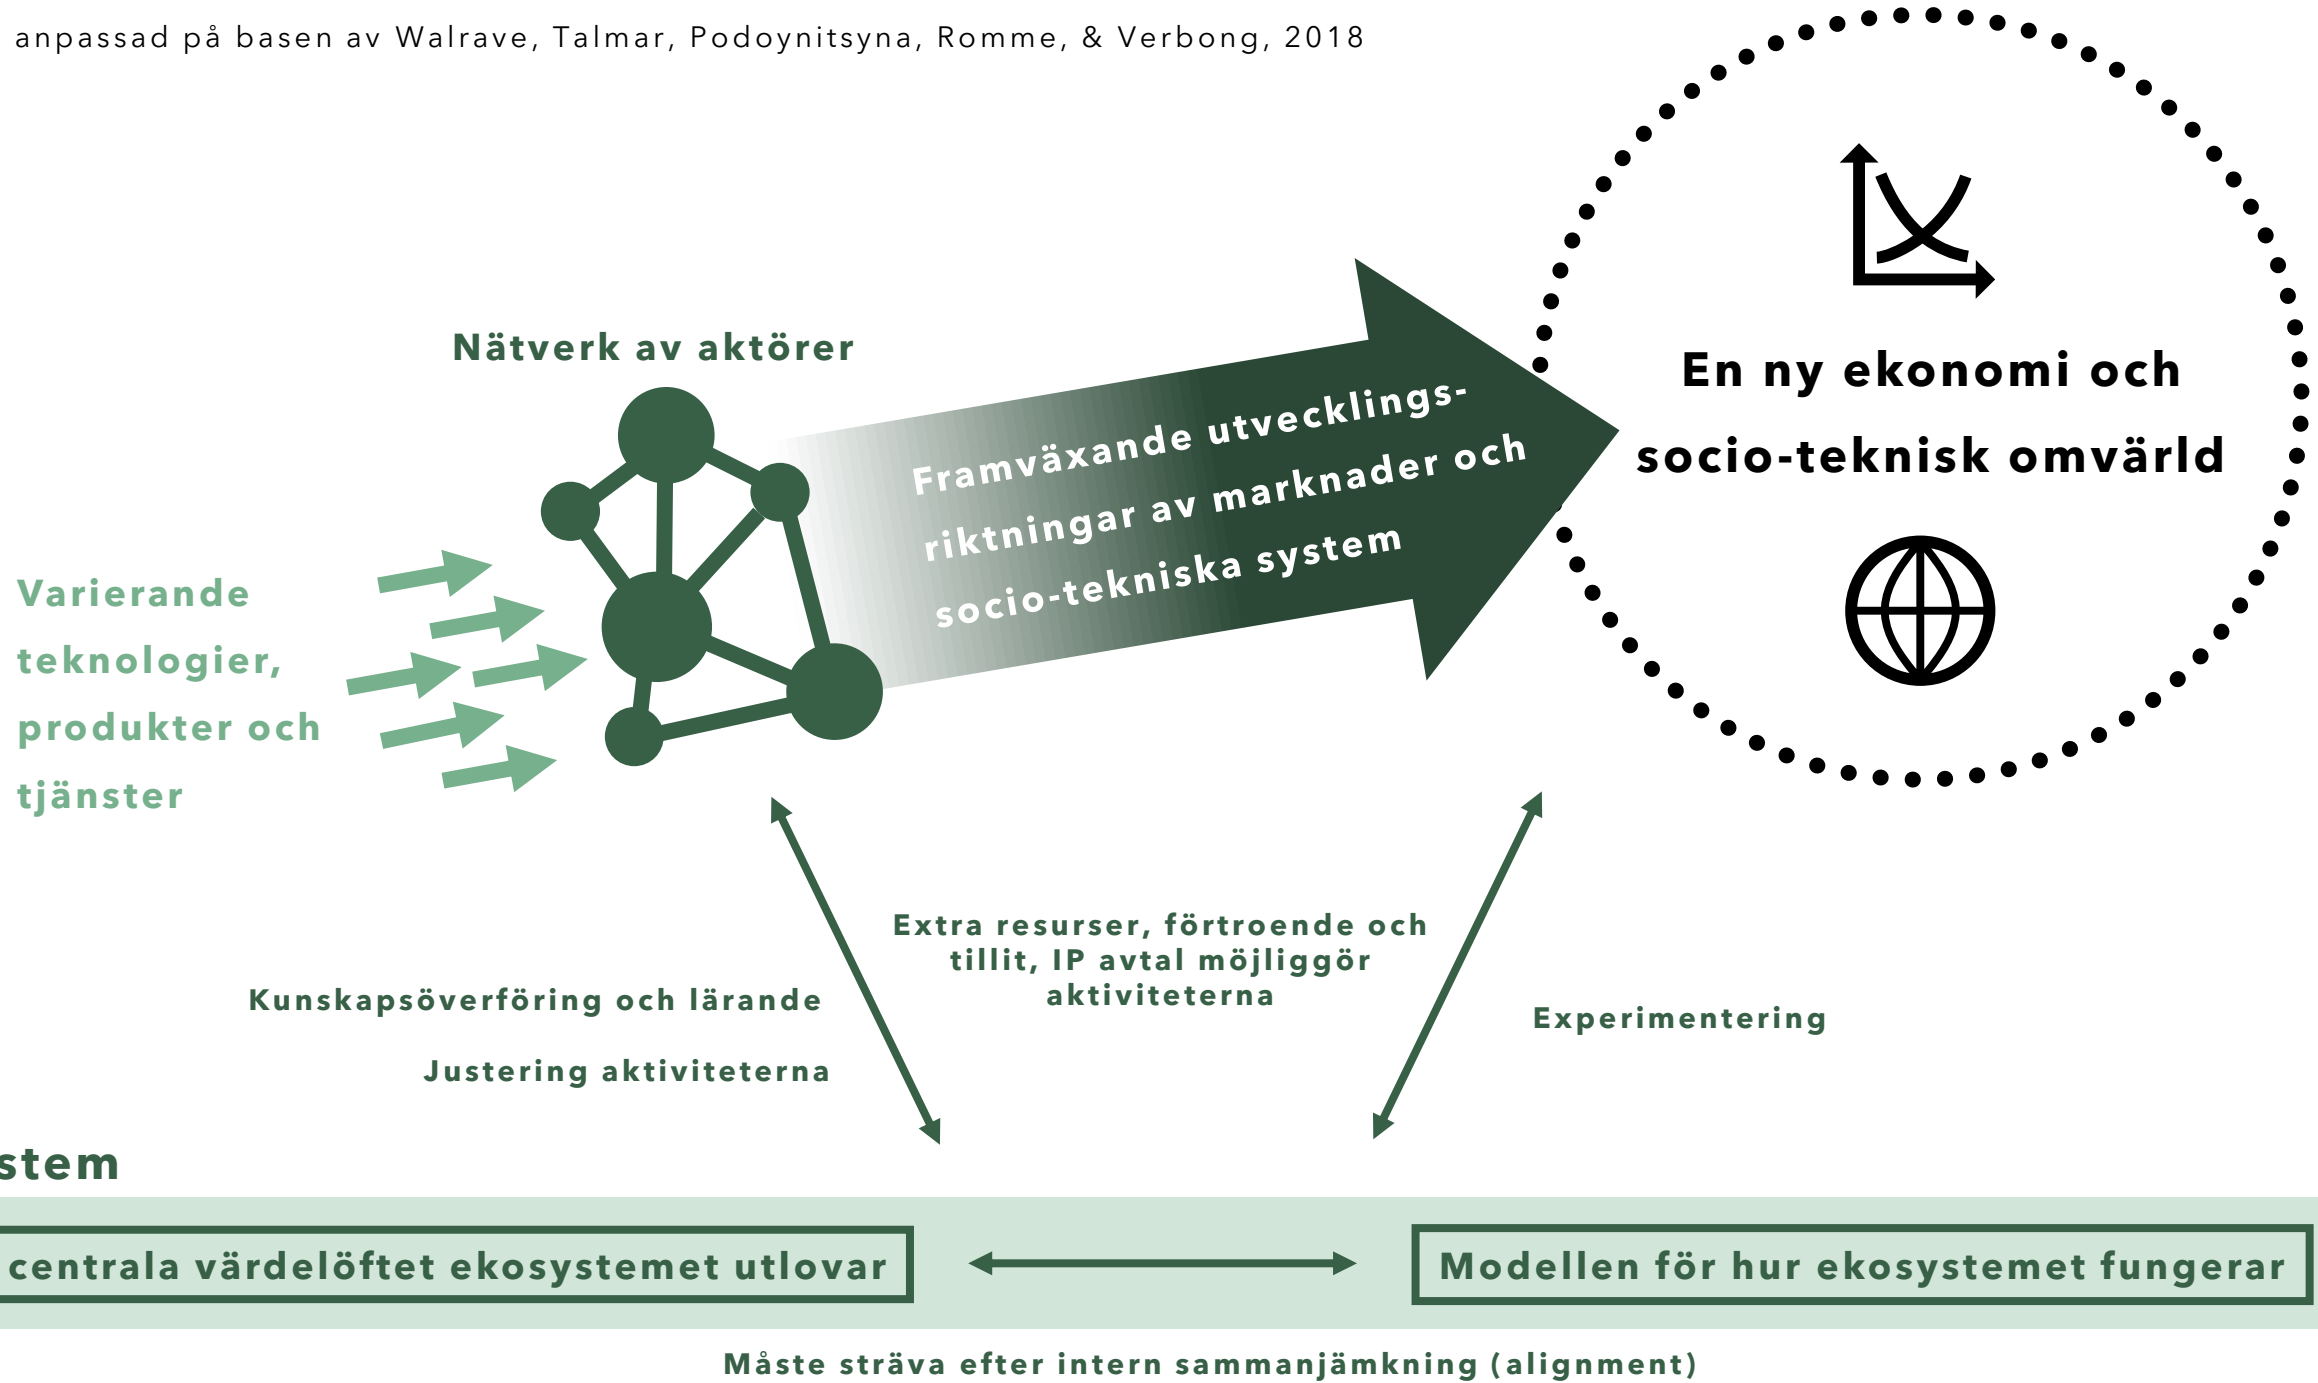 anpassad på basen av Walrave, Talmar, Podoynitsyna, Romme, & Verbong, 2018
Nätverk av aktörer
Framväxande utvecklings-
riktningar av marknader och
socio-tekniska system
En ny ekonomi och
socio-teknisk omvärld
Varierande
teknologier,
produkter och
tjänster
Extra resurser, förtroende och
tillit, IP avtal möjliggör
aktiviteterna
Kunskapsöverföring och lärande
Justering aktiviteterna
Experimentering
stem
centrala värdelöftet ekosystemet utlovar
Modellen för hur ekosystemet fungerar
Måste sträva efter intern sammanjämkning (alignment)